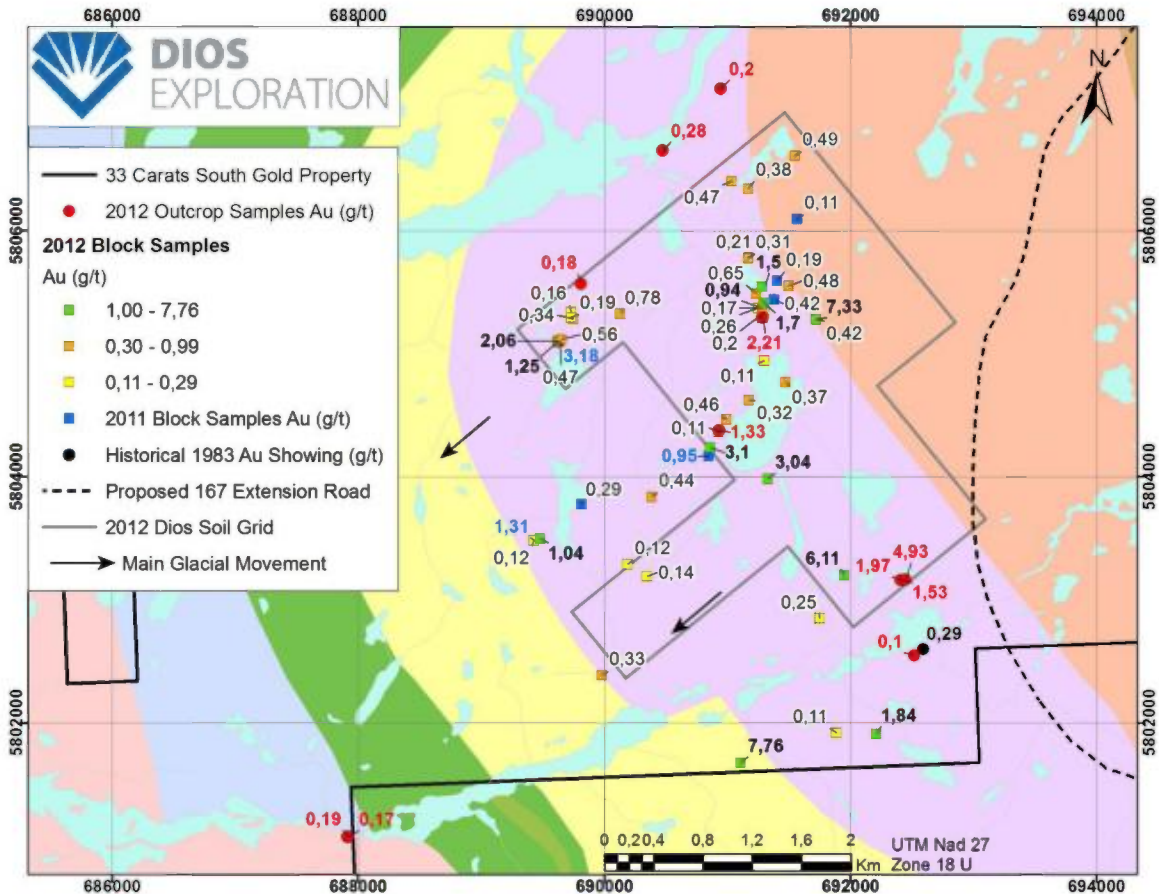 686000 688000 690000 692000 694000
DIOS
EXPLORATION
33 Carats South Gold Property
2012 Outcrop Samples Au (g/t)
2012 Block Samples
Au (g/t)
1,00 - 7,76
0,30 - 0,99
0,11 - 0,29
2011 Block Samples Au (g/t)
Historical 1983 Au Showing (g/t)
Proposed 167 Extension Road
2012 Dios Soil Grid
Main Glacial Movement
N
0,2
0,28
0,49
0,38
0,47
0,11
5806000 5806000
0,21 0,31
0,18
1,5
0,19
0,65
0,48
0,16
0,94
0,19
0,78
0,34
0,17
0,42
7,33
0,26
1,7
0,42
0,56
0,2
2,06
2,21
3,18
1,25
0,47
0,11
0,37
0,46
0,32
0,11
1,33
0,95
3,1
3,04
5804000 5804000
0,29
0,44
1,31
0,12
1,04
0,12
0,14
6,11
1,97
4,93
1,53
0,25
0,1
0,29
0,33
5802000 5802000
0,11
1,84
7,76
0,19 0,17
0 0,20,4 0,8 1,2 1,6 2
Km
UTM Nad 27
Zone 18 U
686000 688000 690000 692000 694000